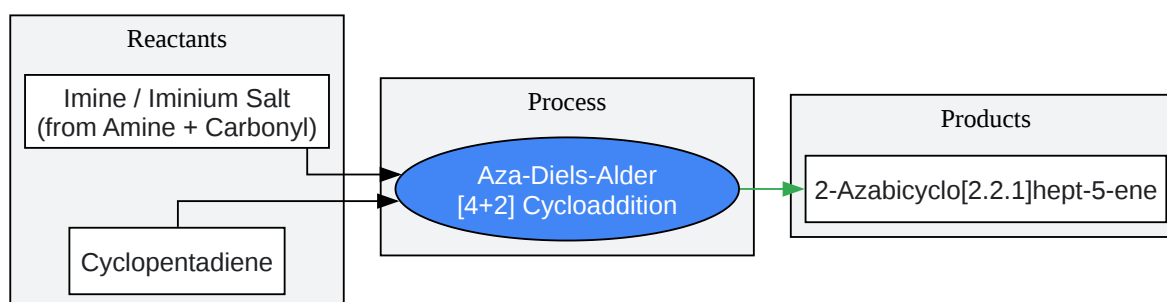 Reactants
Imine / Iminium Salt
(from Amine + Carbonyl)
Cyclopentadiene
Process
Aza-Diels-Alder
[4+2] Cycloaddition
Products
2-Azabicyclo[2.2.1]hept-5-ene